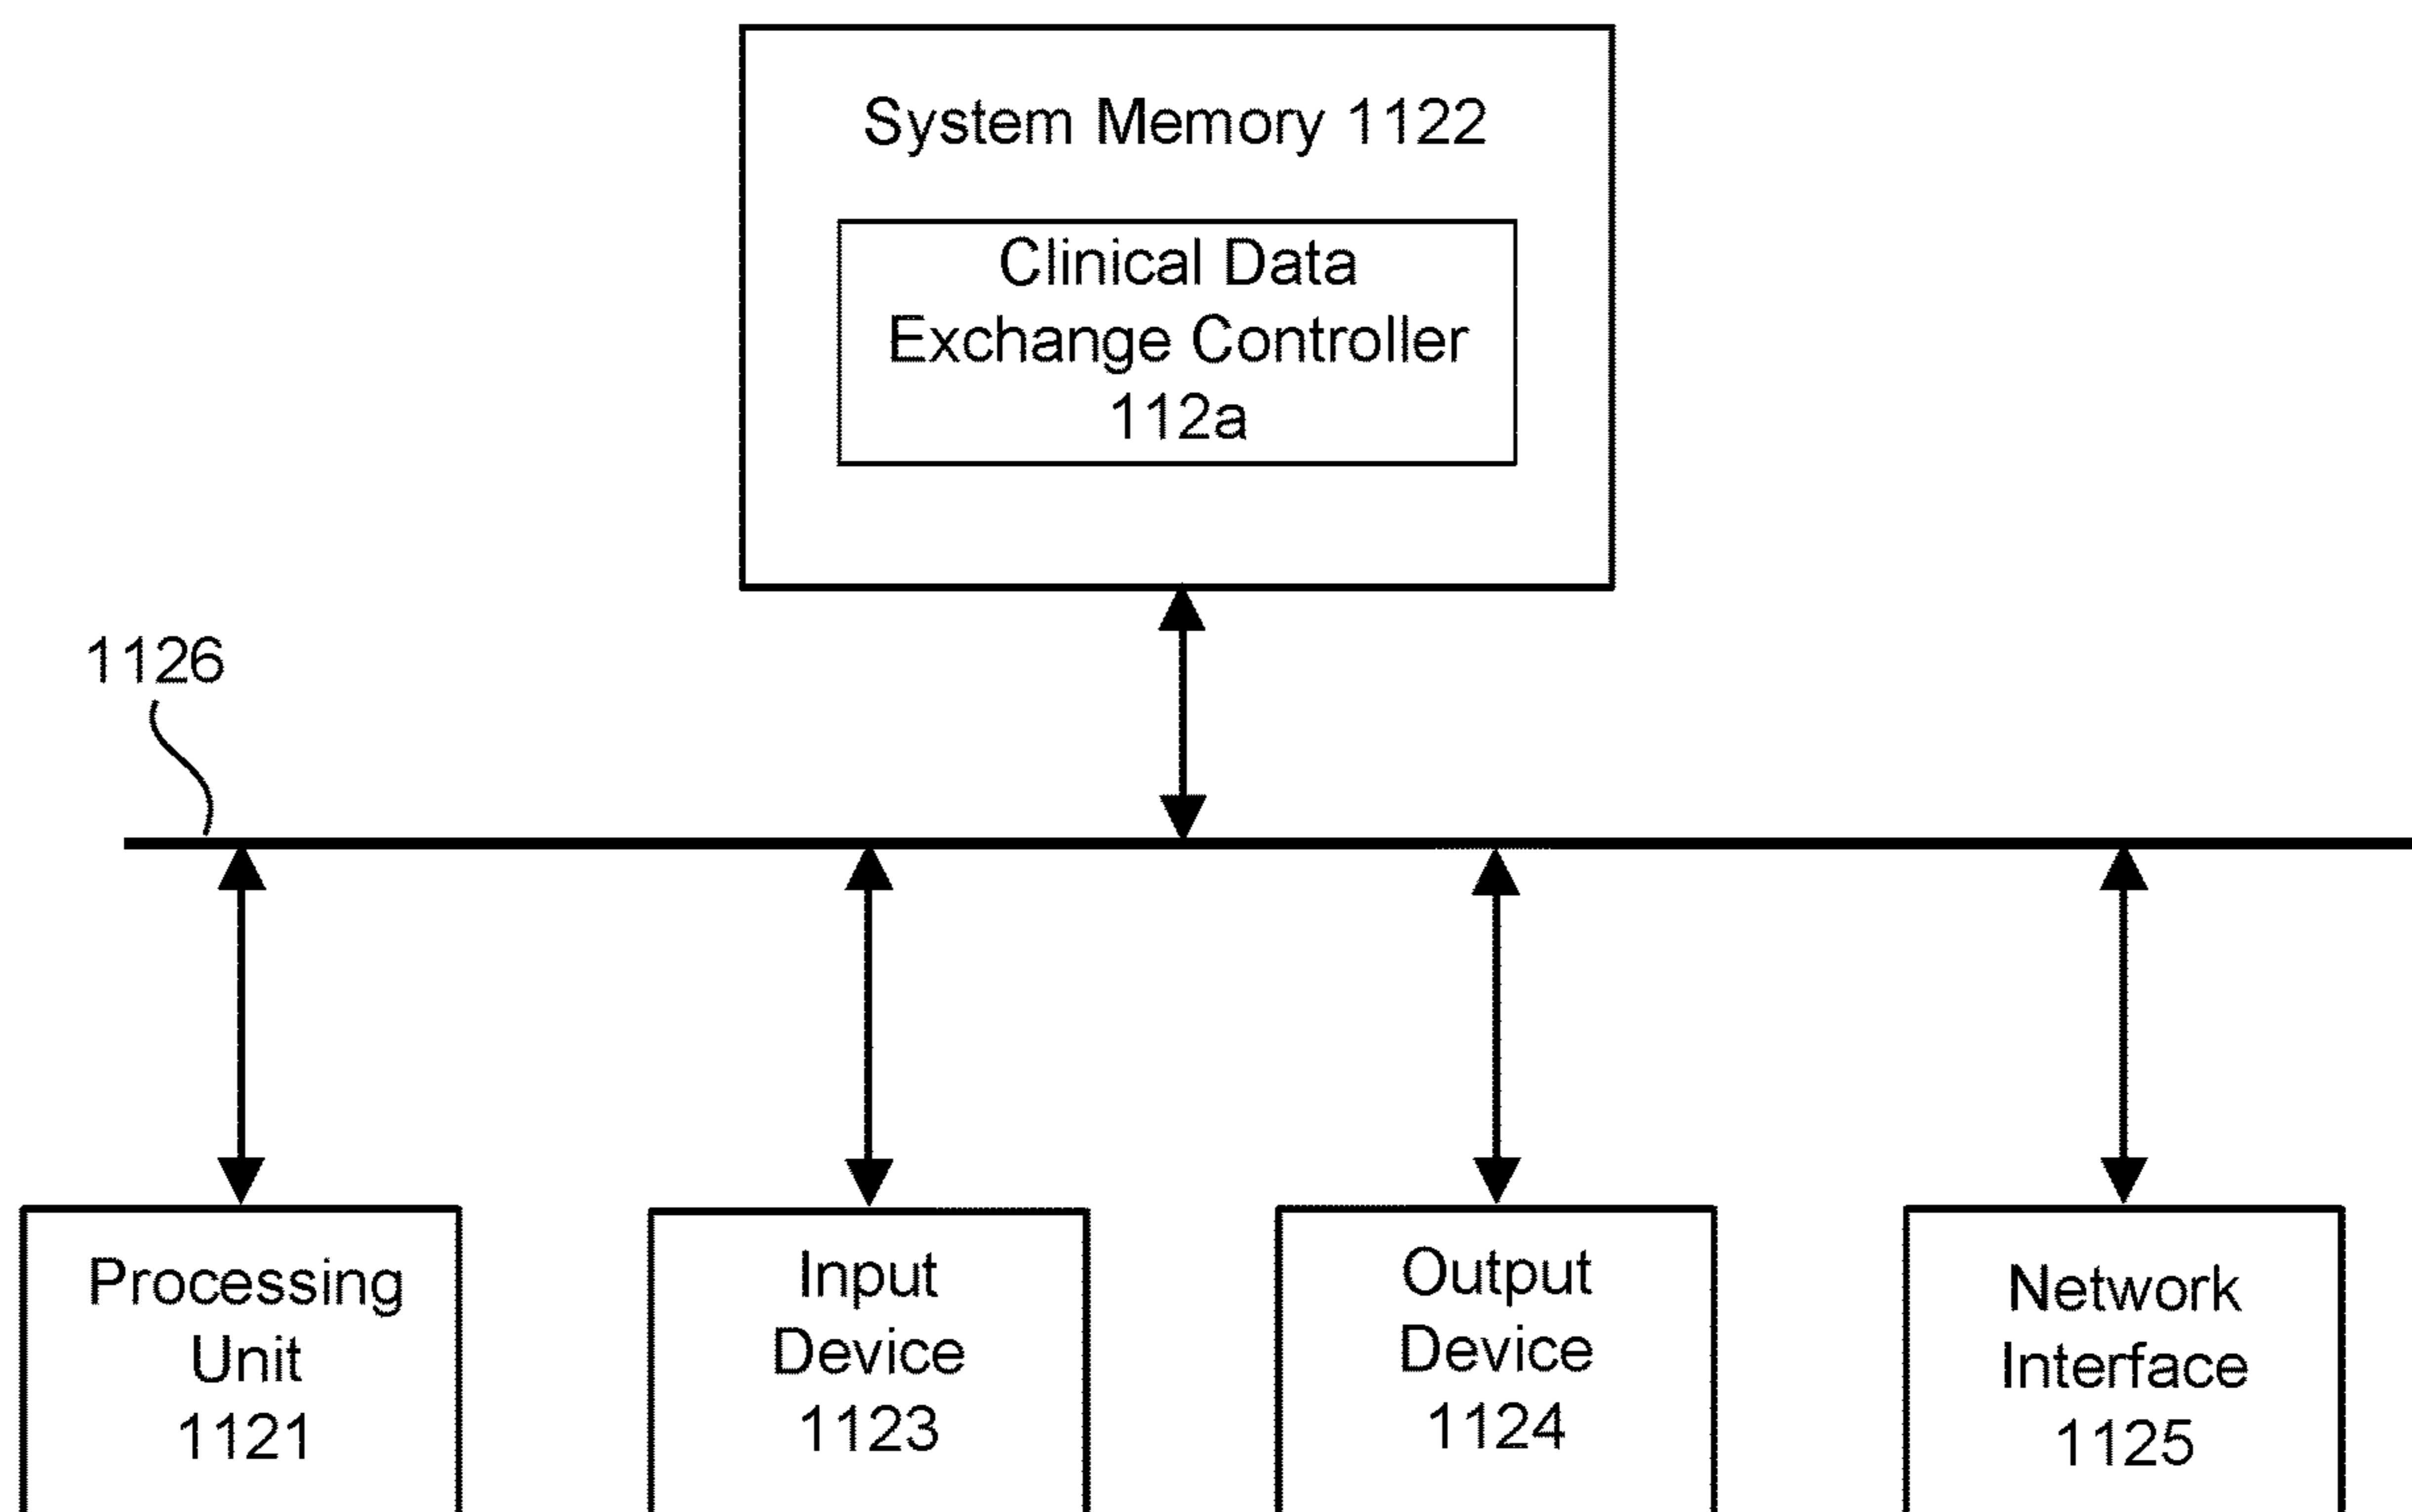 System Memory 1122
Clinical Data
Exchange Controller
112a
1126
Processing
Unit
1121
Input
Device
1123
Output
Device
1124
Network
Interface
1125